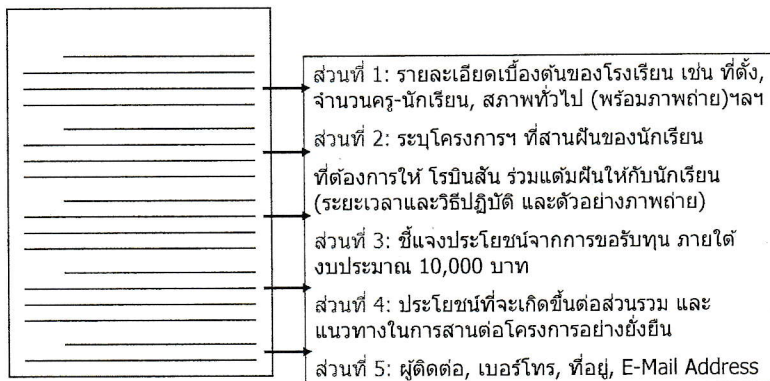 ส่วนที่ 1: รายละเอียดเบื้องต้นของโรงเรียน เช่น ที่ตั้ง,
จำนวนครู-นักเรียน, สภาพทั่วไป (พร้อมภาพถ่าย)ฯลฯ
ส่วนที่ 2: ระบุโครงการฯ ที่สานฝันของนักเรียน
ที่ต้องการให้ โรบินสัน ร่วมแต้มฝันให้กับนักเรียน
(ระยะเวลาและวิธีปฏิบัติ และตัวอย่างภาพถ่าย)
ส่วนที่ 3: ชี้แจงประโยชน์จากการขอรับทุน ภายใต้
งบประมาณ 10,000 บาท
ส่วนที่ 4: ประโยชน์ที่จะเกิดขึ้นต่อส่วนรวม และ
แนวทางในการสานต่อโครงการอย่างยั่งยืน
ส่วนที่ 5: ผู้ติดต่อ, เบอร์โทร, ที่อยู่, E-Mail Address